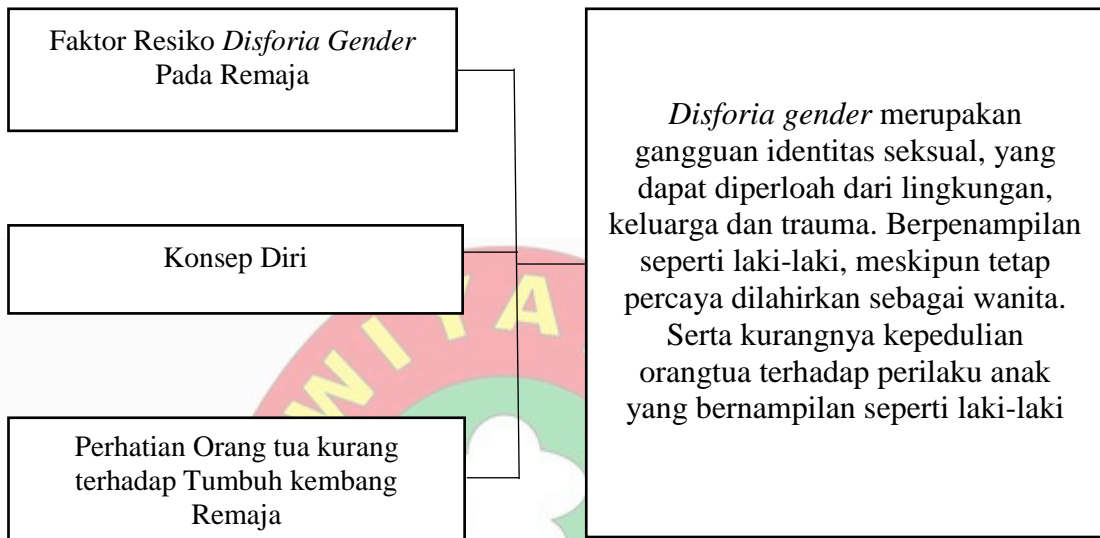 Faktor Resiko Disforia Gender
Pada Remaja
Konsep Diri
Perhatian Orang tua kurang
terhadap Tumbuh kembang
Remaja
Disforia gender merupakan
gangguan identitas seksual, yang
dapat diperloah dari lingkungan,
keluarga dan trauma. Berpenampilan
seperti laki-laki, meskipun tetap
percaya dilahirkan sebagai wanita.
Serta kurangnya kepedulian
orangtua terhadap perilaku anak
yang bernampilan seperti laki-laki
WIYA